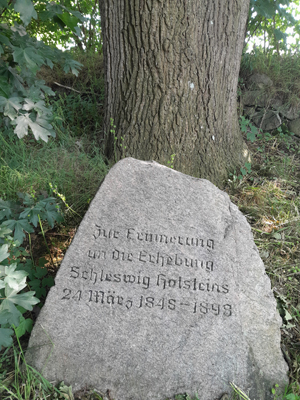 Zur Erinnerung
an die Erhebung
Schleswig Holsteins
24 März 1848-1898